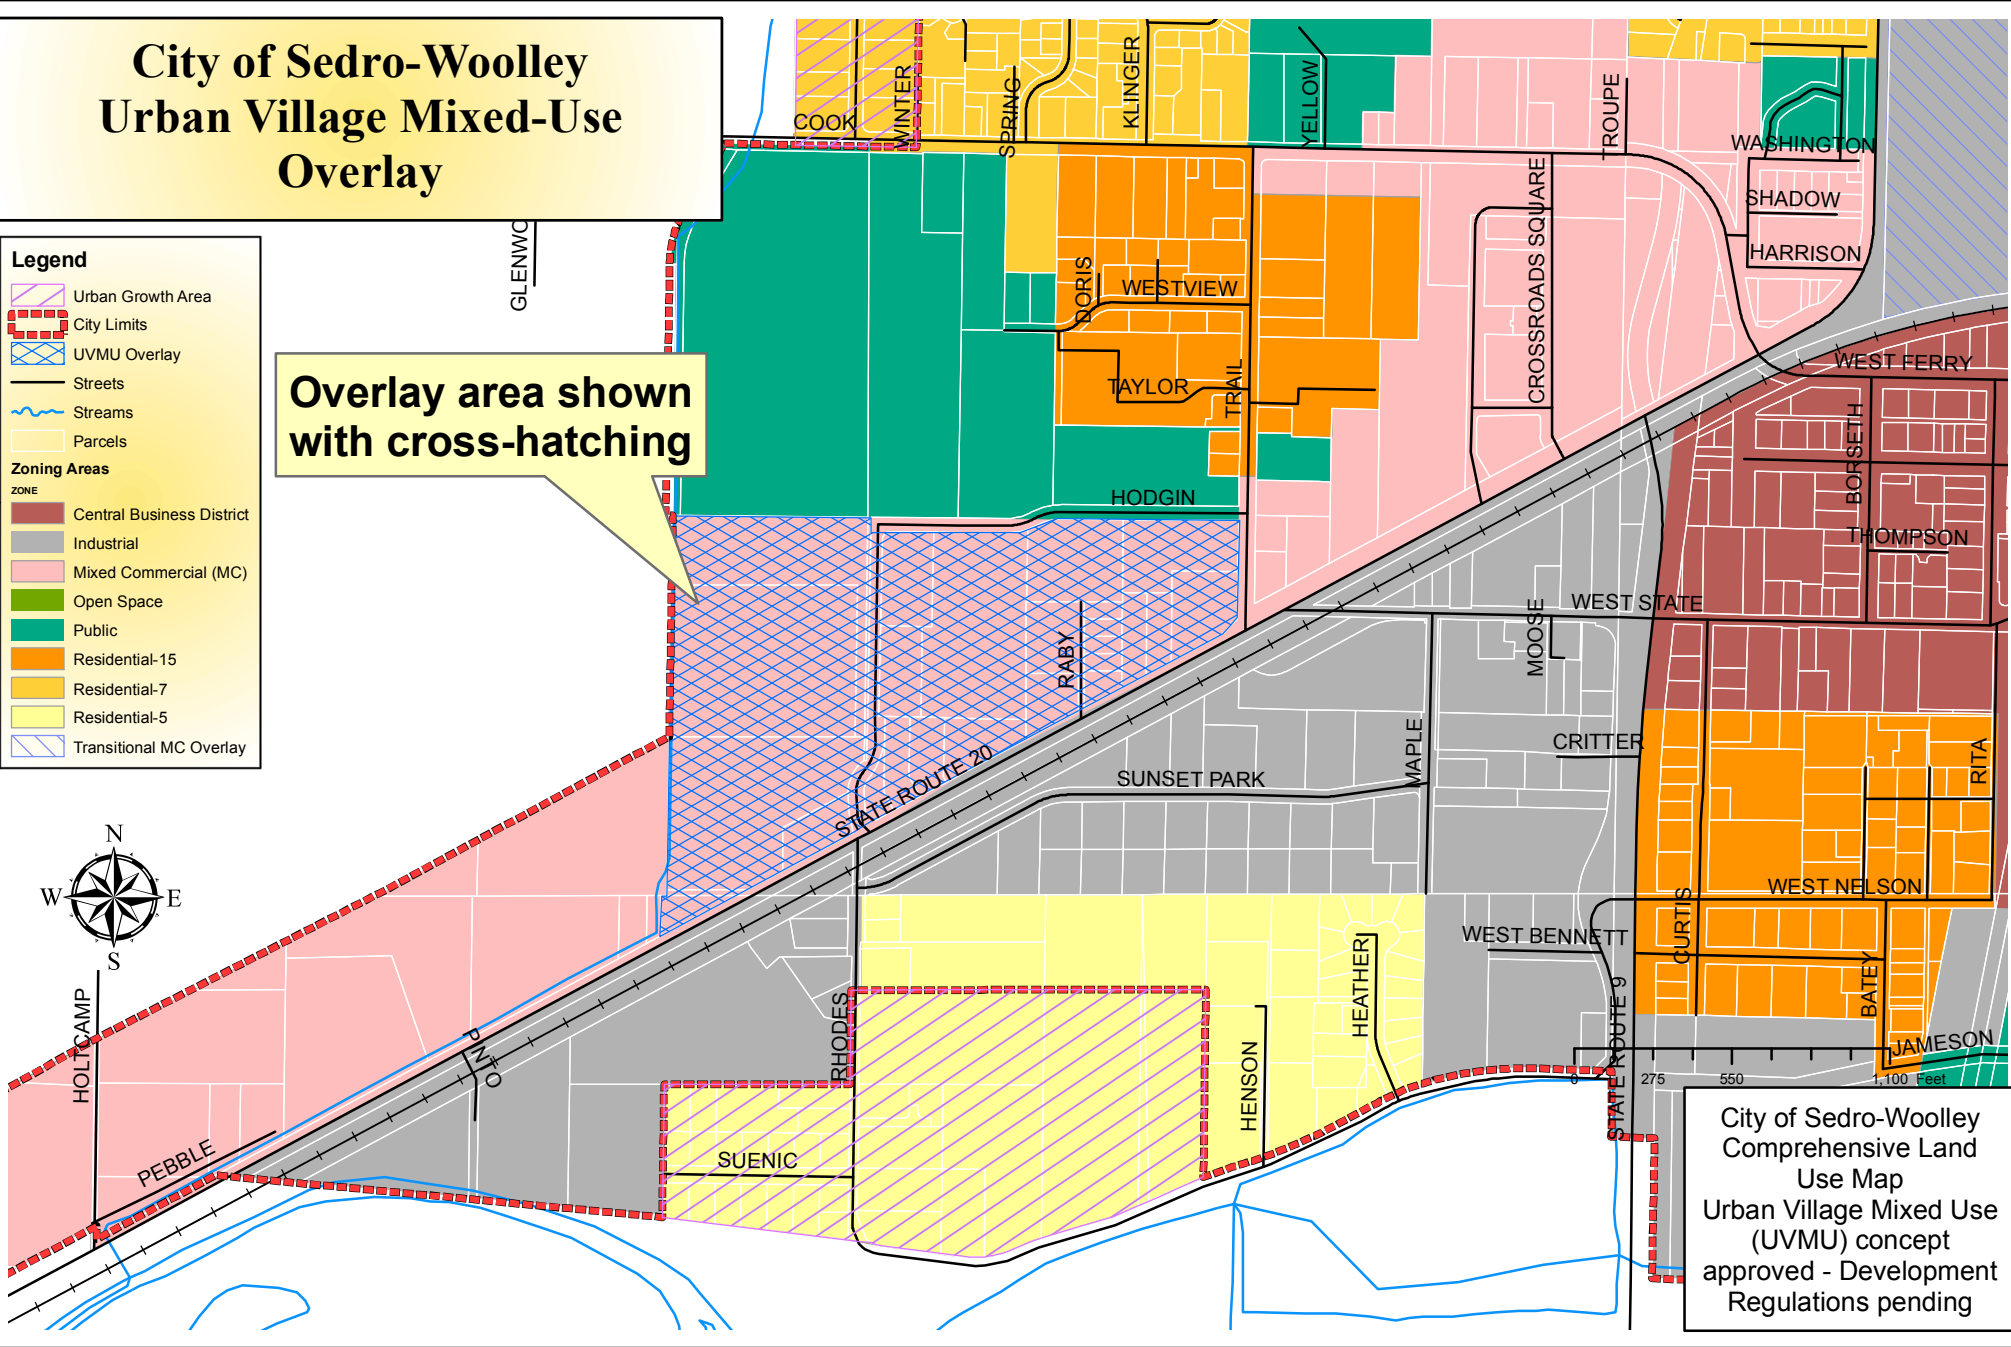 City of Sedro-Woolley
Urban Village Mixed-Use
Overlay
Legend
Urban Growth Area
City Limits
UVMU Overlay
Streets
Streams
Parcels
Zoning Areas
ZONE
Central Business District
Industrial
Mixed Commercial (MC)
Open Space
Public
Residential-15
Residential-7
Residential-5
Transitional MC Overlay
Overlay area shown
with cross-hatching
N
W
E
S
GLENWO
COOK
WINTER
SPRING
KLINGER
YELLOW
TROUPE
WASHINGTON
SHADOW
HARRISON
CROSSROADS SQUARE
DORIS
WESTVIEW
TAYLOR
TRAIL
WEST FERRY
BORSETH
THOMPSON
HODGIN
RABY
WEST STATE
MOOSE
MAPLE
CRITTER
RITA
STATE ROUTE 20
SUNSET PARK
WEST NELSON
CURTIS
WEST BENNETT
BATEY
HEATHER
HENSON
STATE ROUTE 9
JAMESON
RHODES
PINTO
HOLTCAMP
PEBBLE
SUENIC
0
275
550
1,100
Feet
City of Sedro-Woolley
Comprehensive Land
Use Map
Urban Village Mixed Use
(UVMU) concept
approved - Development
Regulations pending